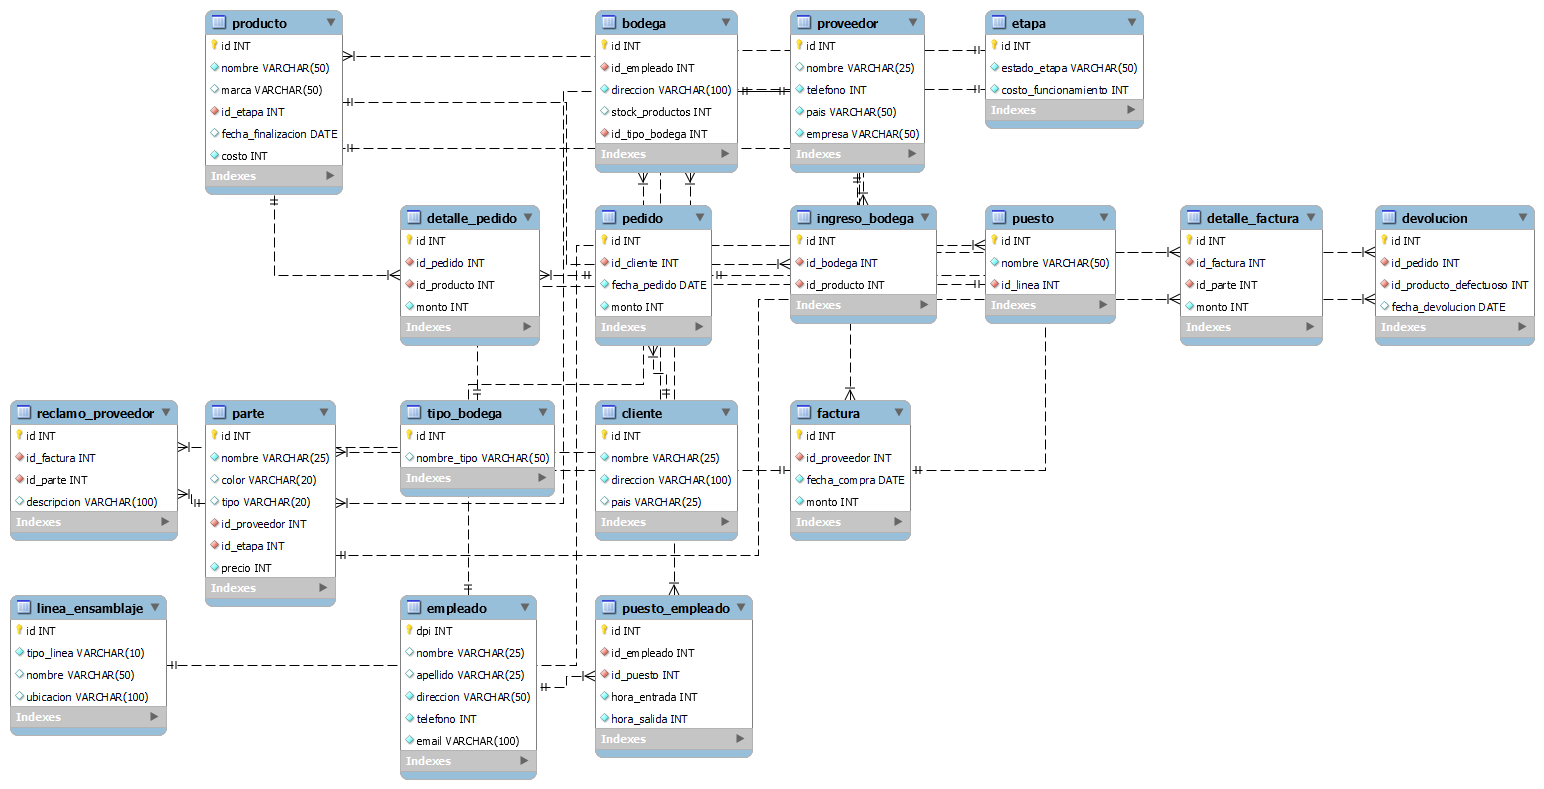 producto
id INT
nombre VARCHAR(50)
marca VARCHAR(50)
id_etapa INT
fecha_finalizacion DATE
costo INT
Indexes
bodega
id INT
id_empleado INT
direccion VARCHAR(100)
stock_productos INT
id_tipo_bodega INT
Indexes
proveedor
id INT
nombre VARCHAR(25)
telefono INT
pais VARCHAR(50)
empresa VARCHAR(50)
Indexes
etapa
id INT
estado_etapa VARCHAR(50)
costo_funcionamiento INT
Indexes
detalle_pedido
id INT
id_pedido INT
id_producto INT
monto INT
Indexes
pedido
id INT
id_cliente INT
fecha_pedido DATE
monto INT
Indexes
ingreso_bodega
id INT
id_bodega INT
id_producto INT
Indexes
puesto
id INT
nombre VARCHAR(50)
id_linea INT
Indexes
detalle_factura
id INT
id_factura INT
id_parte INT
monto INT
Indexes
devolucion
id INT
id_pedido INT
id_producto_defectuoso INT
fecha_devolucion DATE
Indexes
reclamo_proveedor
id INT
id_factura INT
id_parte INT
descripcion VARCHAR(100)
Indexes
parte
id INT
nombre VARCHAR(25)
color VARCHAR(20)
tipo VARCHAR(20)
id_proveedor INT
id_etapa INT
precio INT
Indexes
tipo_bodega
id INT
nombre_tipo VARCHAR(50)
Indexes
cliente
id INT
nombre VARCHAR(25)
direccion VARCHAR(100)
pais VARCHAR(25)
Indexes
factura
id INT
id_proveedor INT
fecha_compra DATE
monto INT
Indexes
linea_ensamblaje
id INT
tipo_linea VARCHAR(10)
nombre VARCHAR(50)
ubicacion VARCHAR(100)
Indexes
empleado
dpi INT
nombre VARCHAR(25)
apellido VARCHAR(25)
direccion VARCHAR(50)
telefono INT
email VARCHAR(100)
Indexes
puesto_empleado
id INT
id_empleado INT
id_puesto INT
hora_entrada INT
hora_salida INT
Indexes